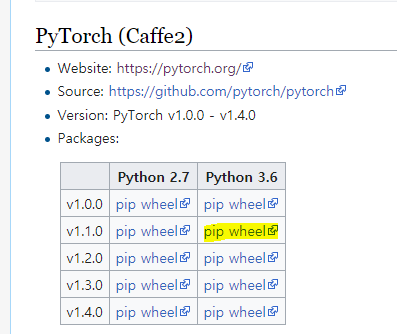 PyTorch (Caffe2)
Website: https://pytorch.org/
Source: https://github.com/pytorch/pytorch
Version: PyTorch v1.0.0 - v1.4.0
Packages:
Python 2.7 Python 3.6
v1.0.0 pip wheel pip wheel
v1.1.0 pip wheel pip wheel
v1.2.0 pip wheel pip wheel
v1.3.0 pip wheel pip wheel
v1.4.0 pip wheel pip wheel